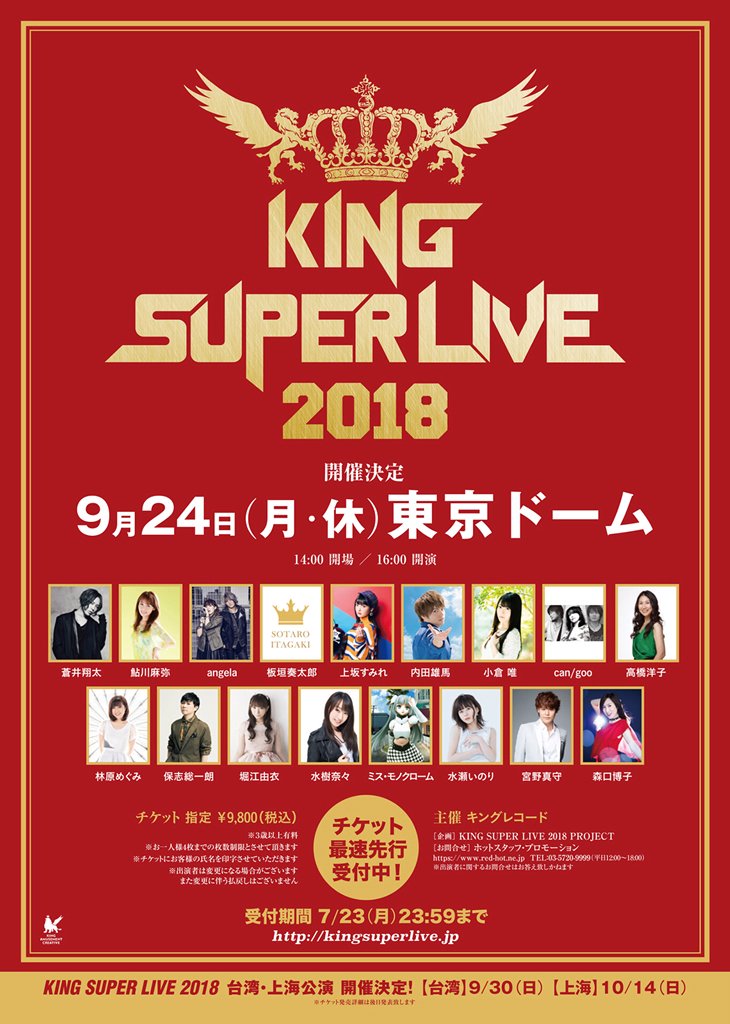 KING
SUPER LIVE
2018
開催決定
9月24日(月・休)東京ドーム
14:00 開場 ／ 16:00 開演
SOTARO
ITAGAKI
蒼井翔太
鮎川麻弥
angela
板垣奏太郎
上坂すみれ
内田雄馬
小倉 唯
can/goo
高橋洋子
林原めぐみ
保志総一朗
堀江由衣
水樹奈々
ミス・モノクローム
水瀬いのり
宮野真守
森口博子
チケット 指定 ¥9,800(税込)
※3歳以上有料
※お一人様4枚までの枚数制限とさせて頂きます
※チケットにお客様の氏名を印字させていただきます
※出演者は変更になる場合がございます
また変更に伴う払戻しはございません
チケット
最速先行
受付中！
主催 キングレコード
［企画］ KING SUPER LIVE 2018 PROJECT
［お問合せ］ ホットスタッフ・プロモーション
https://www.red-hot.ne.jp TEL:03-5720-9999(平日12:00〜18:00)
※出演者に関するお問合せはお答え致しかねます
受付期間 7/23(月)23:59まで
http://kingsuperlive.jp
KING
AMUSEMENT
CREATIVE
KING SUPER LIVE 2018 台湾・上海公演 開催決定！【台湾】9/30(日)【上海】10/14(日)
※チケット発売詳細は後日発表致します